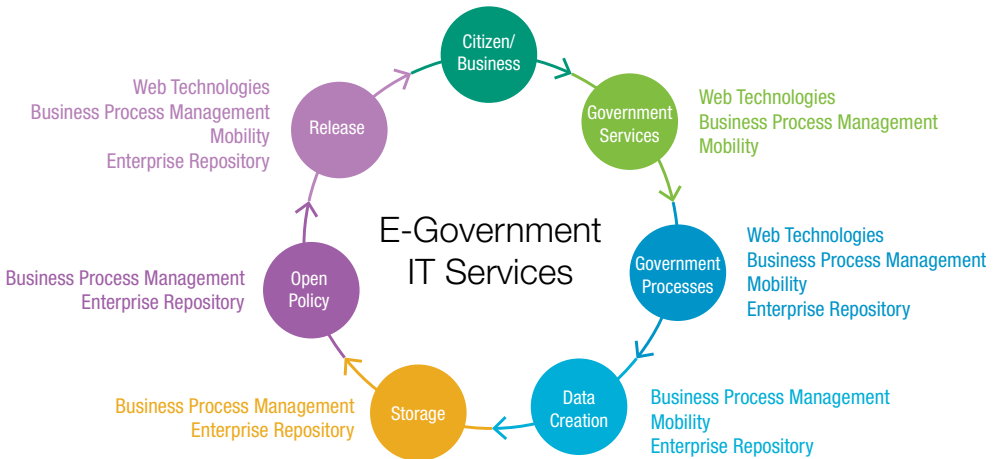 Citizen/
Business
Government
Services
Web Technologies
Business Process Management
Mobility
Government
Processes
Web Technologies
Business Process Management
Mobility
Enterprise Repository
Data
Creation
Business Process Management
Mobility
Enterprise Repository
Storage
Business Process Management
Enterprise Repository
Open
Policy
Business Process Management
Enterprise Repository
Release
Web Technologies
Business Process Management
Mobility
Enterprise Repository
E-Government
IT Services